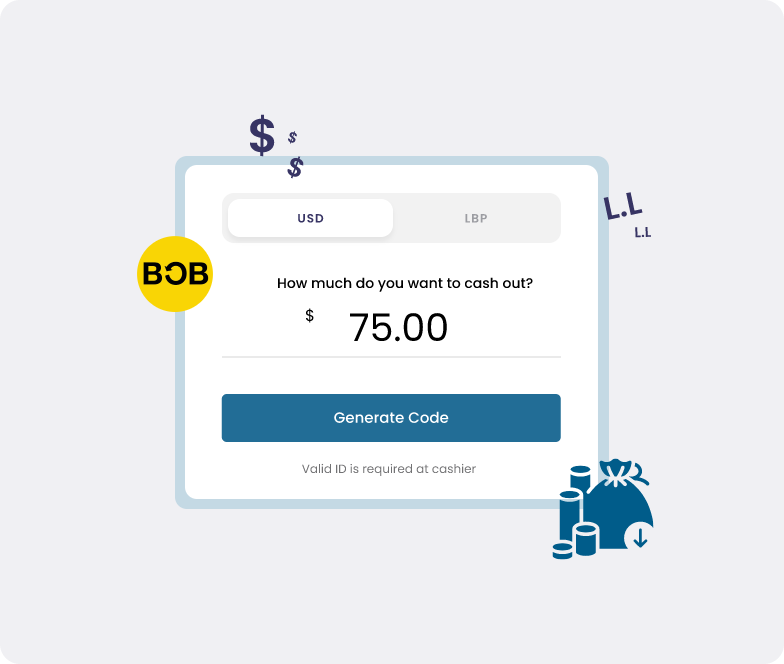 $ $
$
L.L
L.L
USD LBP
BOB
How much do you want to cash out?
$ 75.00
Generate Code
Valid ID is required at cashier